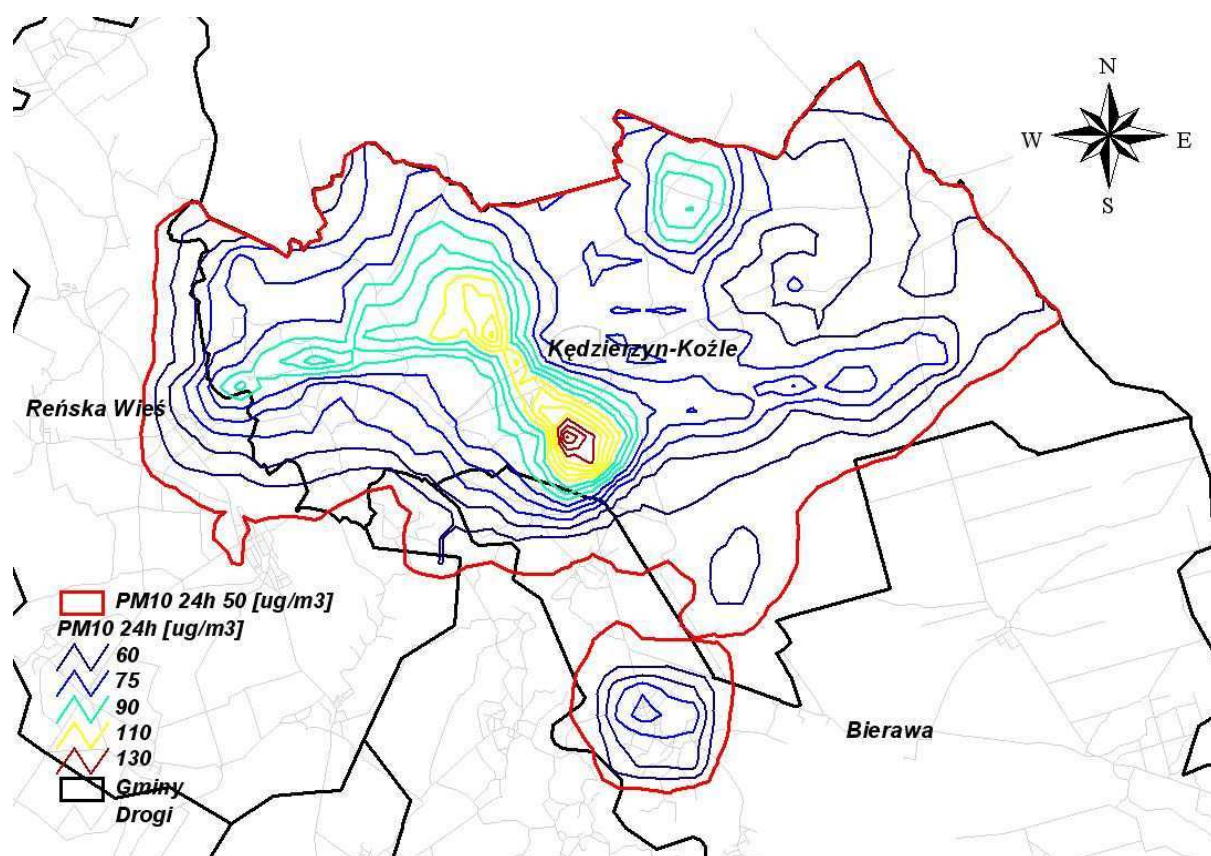 N
W E
S
Kędzierzyn-Koźle
Reńska Wieś
Bierawa
PM10 24h 50 [ug/m3]
PM10 24h [ug/m3]
60
75
90
110
130
Gminy
Drogi